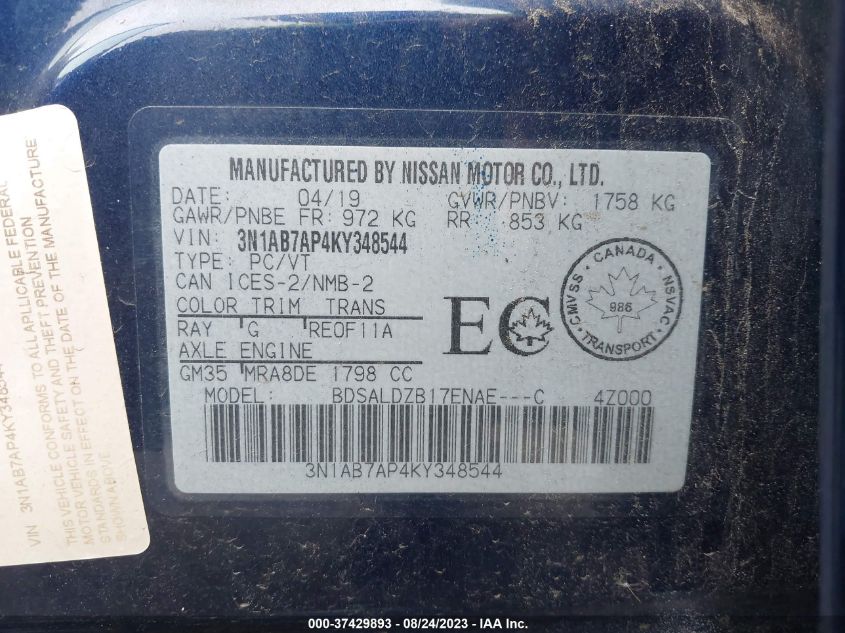 MANUFACTURED BY NISSAN MOTOR CO., LTD.
DATE: 04/19 GVWR/PNBV: 1758 KG
GAWR/PNBE FR: 972 KG RR 853 KG
VIN: 3N1AB7AP4KY348544
TYPE: PC/VT
CAN ICES-2/NMB-2
COLOR TRIM TRANS
RAY G RE0F11A
AXLE ENGINE
GM35 MRA8DE 1798 CC
MODEL: BDSALDZB17ENAE---C 4Z000
3N1AB7AP4KY348544
EC
CANADA
CMVSS
NSVAC
986
TRANSPORT
VIN 3N1AB7AP4KY348544
THIS VEHICLE CONFORMS TO ALL APLLICABLE FEDERAL
MOTOR VEHICLE SAFETY AND THEFT PREVENTION
STANDARDS IN EFFECT ON THE DATE OF THE MANUFACTURE
SHOWN ABOVE
000-37429893 - 08/24/2023 - IAA Inc.